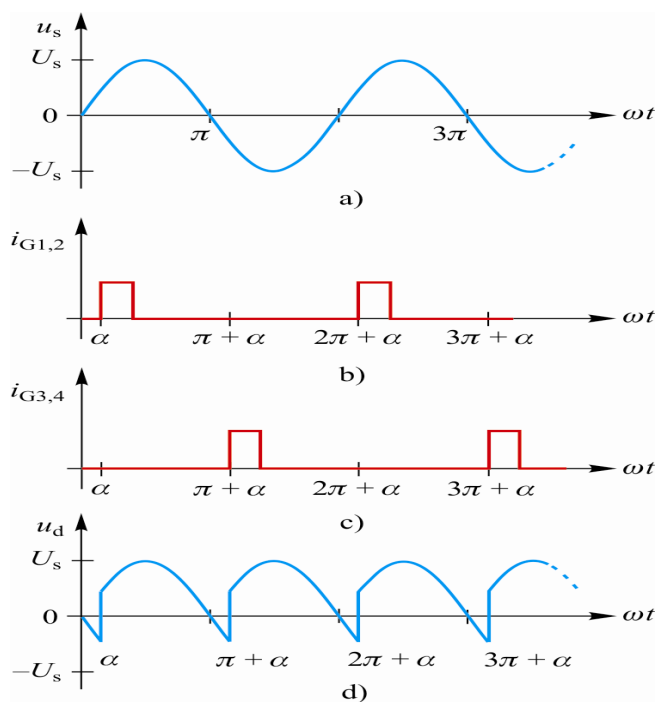 u_s
U_s
0
π
3π
ωt
−U_s
a)
i_G1,2
α
π + α
2π + α
3π + α
ωt
b)
i_G3,4
α
π + α
2π + α
3π + α
ωt
c)
u_d
U_s
0
α
π + α
2π + α
3π + α
ωt
−U_s
d)